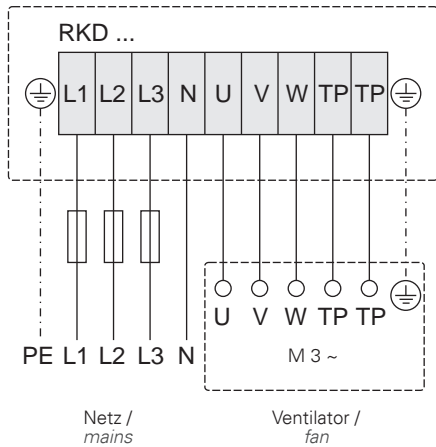 RKD ...
L1 L2 L3 N U V W TP TP
U V W TP TP
PE L1 L2 L3 N
M 3 ~
Netz / Ventilator /
mains fan